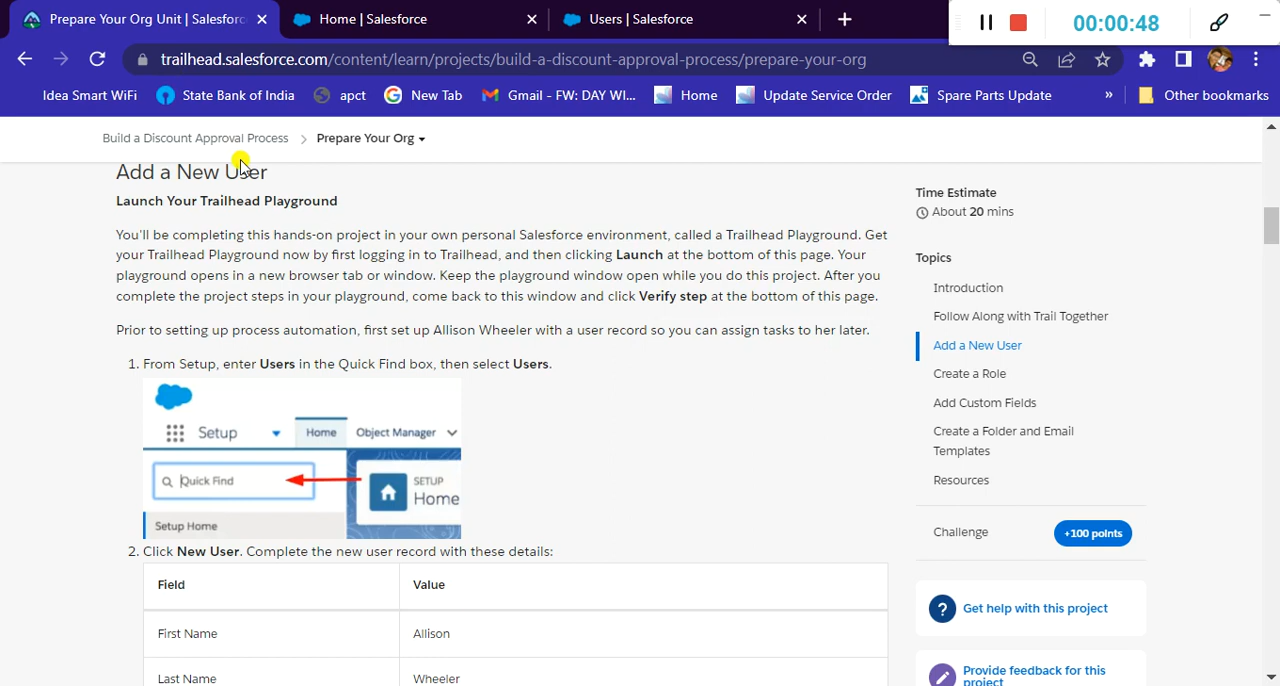 Prepare Your Org Unit | Salesforc
Home | Salesforce
Users | Salesforce
00:00:48
trailhead.salesforce.com/content/learn/projects/build-a-discount-approval-process/prepare-your-org
Idea Smart WiFi
State Bank of India
apct
New Tab
Gmail - FW: DAY WI...
Home
Update Service Order
Spare Parts Update
»
Other bookmarks
Build a Discount Approval Process > Prepare Your Org
Add a New User
Launch Your Trailhead Playground
You'll be completing this hands-on project in your own personal Salesforce environment, called a Trailhead Playground. Get
your Trailhead Playground now by first logging in to Trailhead, and then clicking Launch at the bottom of this page. Your
playground opens in a new browser tab or window. Keep the playground window open while you do this project. After you
complete the project steps in your playground, come back to this window and click Verify step at the bottom of this page.
Prior to setting up process automation, first set up Allison Wheeler with a user record so you can assign tasks to her later.
1. From Setup, enter Users in the Quick Find box, then select Users.
Setup
Home
Object Manager
Quick Find
SETUP
Home
Setup Home
2. Click New User. Complete the new user record with these details:
Field
Value
First Name
Allison
Last Name
Wheeler
Time Estimate
About 20 mins
Topics
Introduction
Follow Along with Trail Together
Add a New User
Create a Role
Add Custom Fields
Create a Folder and Email
Templates
Resources
Challenge
+100 points
? Get help with this project
Provide feedback for this
project